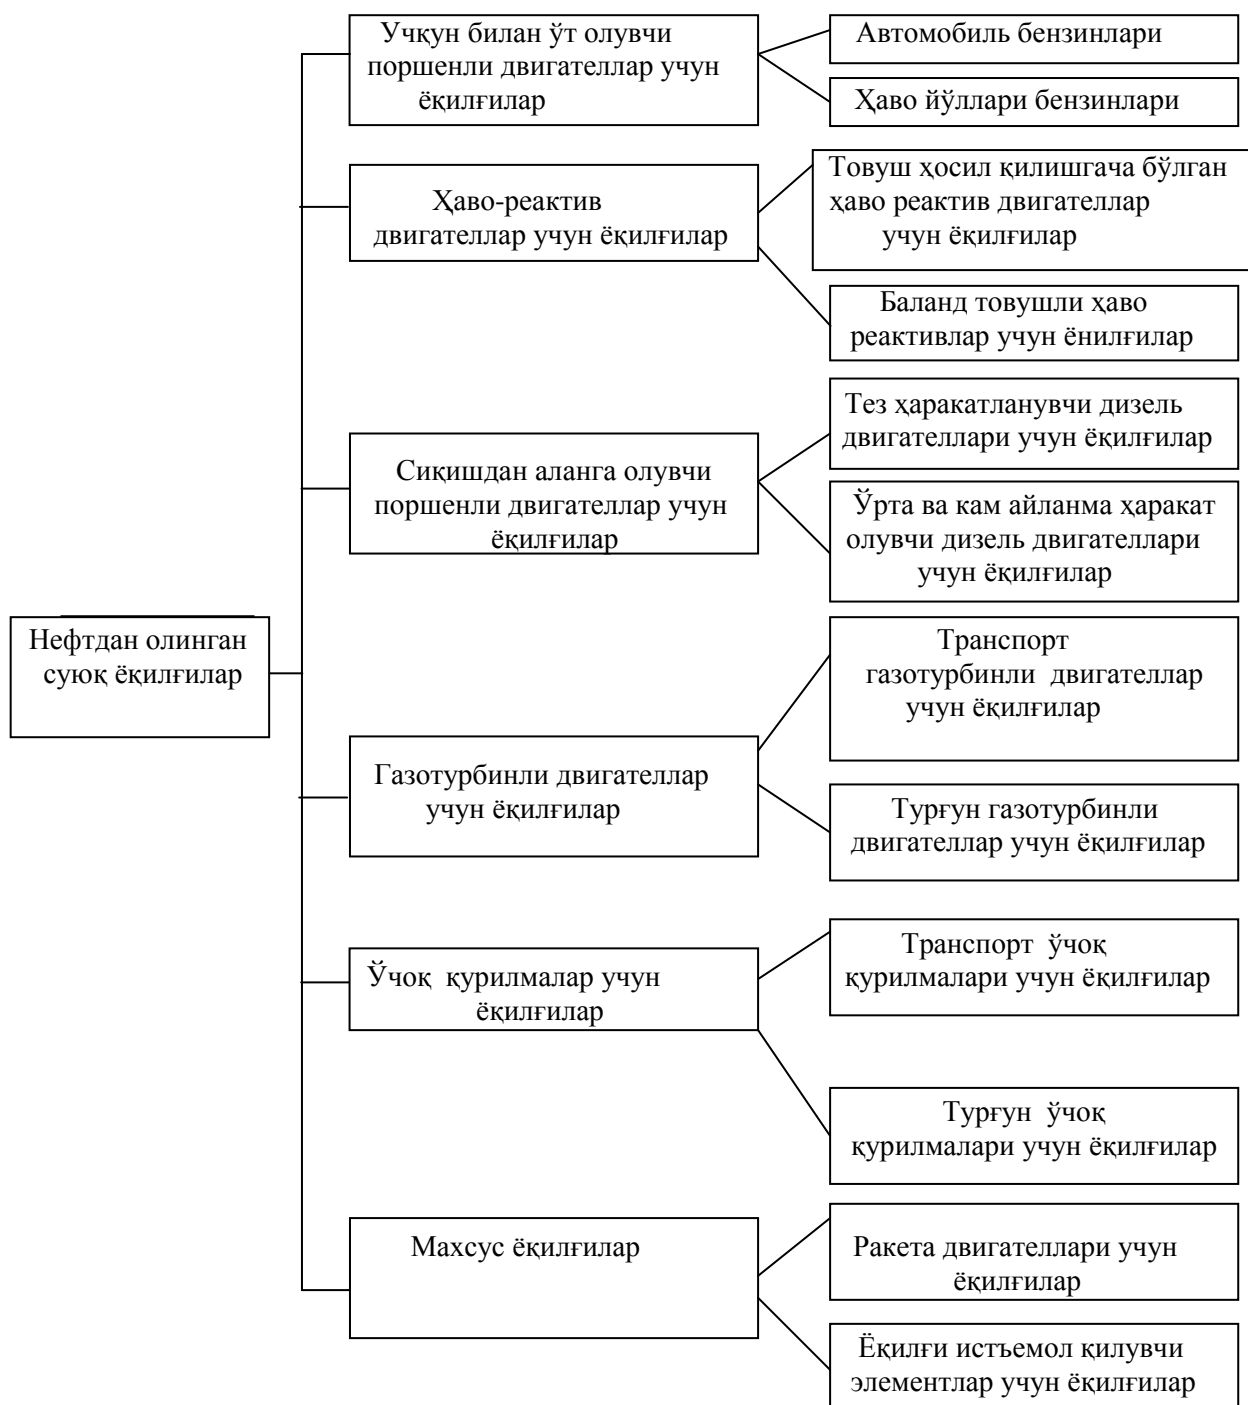 Учқун билан ўт олувчи
поршенли двигателлар учун
ёқилғилар
Автомобиль бензинлари
Ҳаво йўллари бензинлари
Ҳаво-реактив
двигателлар учун ёқилғилар
Товуш ҳосил қилишгача бўлган
ҳаво реактив двигателлар
учун ёқилғилар
Баланд товушли ҳаво
реактивлар учун ёнилғилар
Сиқишдан аланга олувчи
поршенли двигателлар учун
ёқилғилар
Тез ҳаракатланувчи дизель
двигателлари учун ёқилғилар
Ўрта ва кам айланма ҳаракат
олувчи дизель двигателлари
учун ёқилғилар
Нефтдан олинган
суюқ ёқилғилар
Газотурбинли двигателлар
учун ёқилғилар
Транспорт
газотурбинли двигателлар
учун ёқилғилар
Турғун газотурбинли
двигателлар учун ёқилғилар
Ўчоқ қурилмалар учун
ёқилғилар
Транспорт ўчоқ
қурилмалари учун ёқилғилар
Турғун ўчоқ
қурилмалари учун ёқилғилар
Махсус ёқилғилар
Ракета двигателлари учун
ёқилғилар
Ёқилғи истъемол қилувчи
элементлар учун ёқилғилар